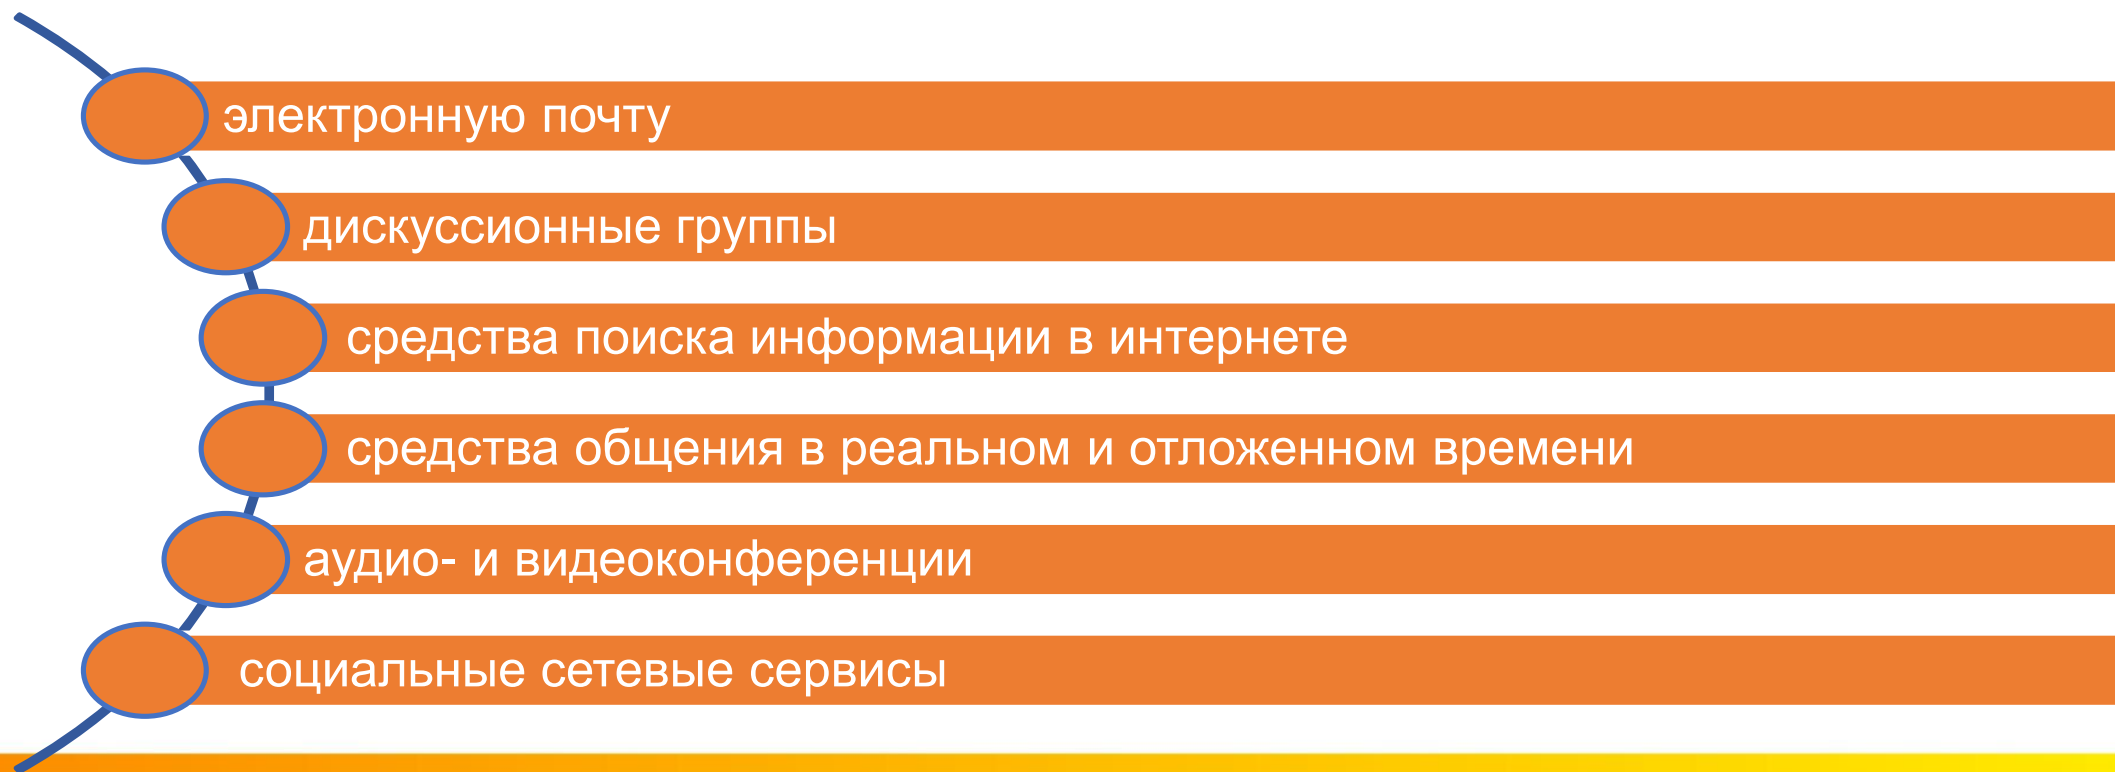 электронную почту
дискуссионные группы
средства поиска информации в интернете
средства общения в реальном и отложенном времени
аудио- и видеоконференции
социальные сетевые сервисы